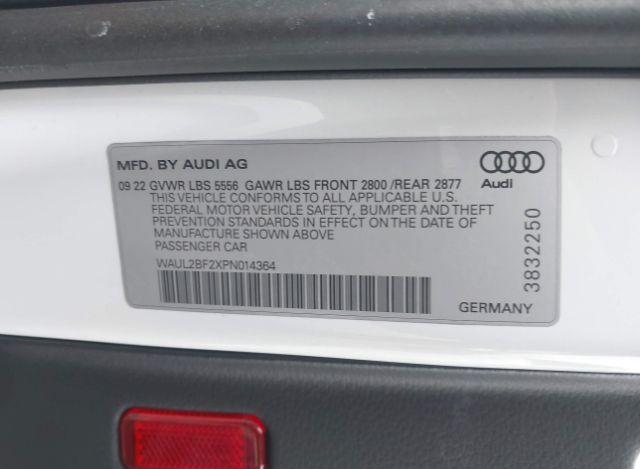 MFD. BY AUDI AG
Audi
09 22 GVWR LBS 5556 GAWR LBS FRONT 2800 /REAR 2877
THIS VEHICLE CONFORMS TO ALL APPLICABLE U.S.
FEDERAL MOTOR VEHICLE SAFETY, BUMPER AND THEFT
PREVENTION STANDARDS IN EFFECT ON THE DATE OF
MANUFACTURE SHOWN ABOVE
PASSENGER CAR
WAUL2BF2XPN014364
3832250
GERMANY